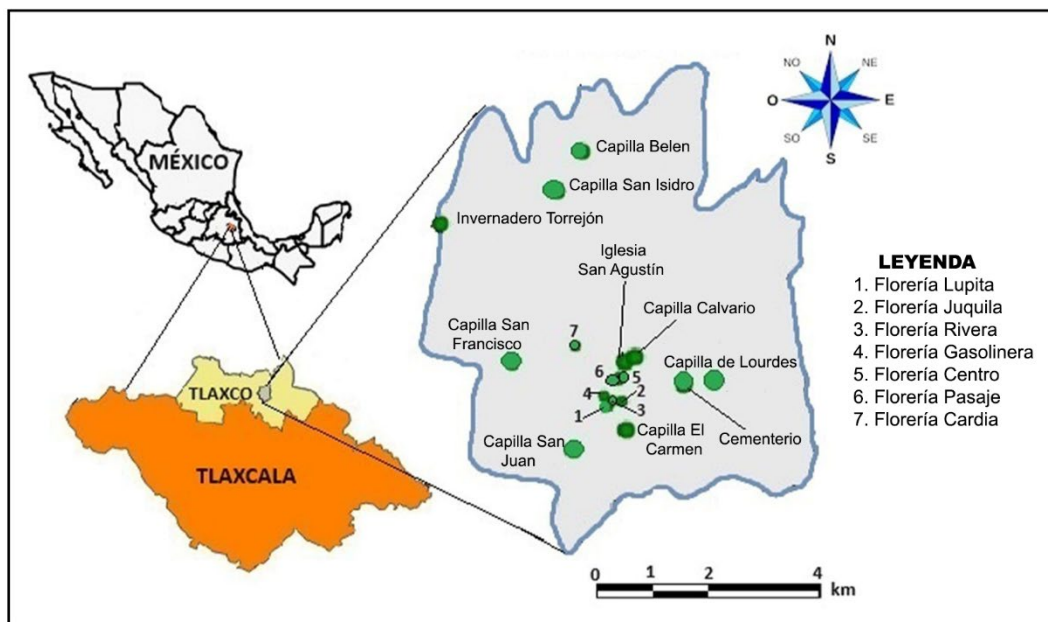 MÉXICO
TLAXCO
TLAXCALA
N
NO
NE
O
E
SO
SE
S
Capilla Belen
Capilla San Isidro
Invernadero Torrejón
Iglesia
San Agustín
Capilla Calvario
Capilla San
Francisco
7
Capilla de Lourdes
6
5
4
2
1
3
Capilla El
Carmen
Cementerio
Capilla San
Juan
LEYENDA
1. Florería Lupita
2. Florería Juquila
3. Florería Rivera
4. Florería Gasolinera
5. Florería Centro
6. Florería Pasaje
7. Florería Cardia
0 1 2 4
km